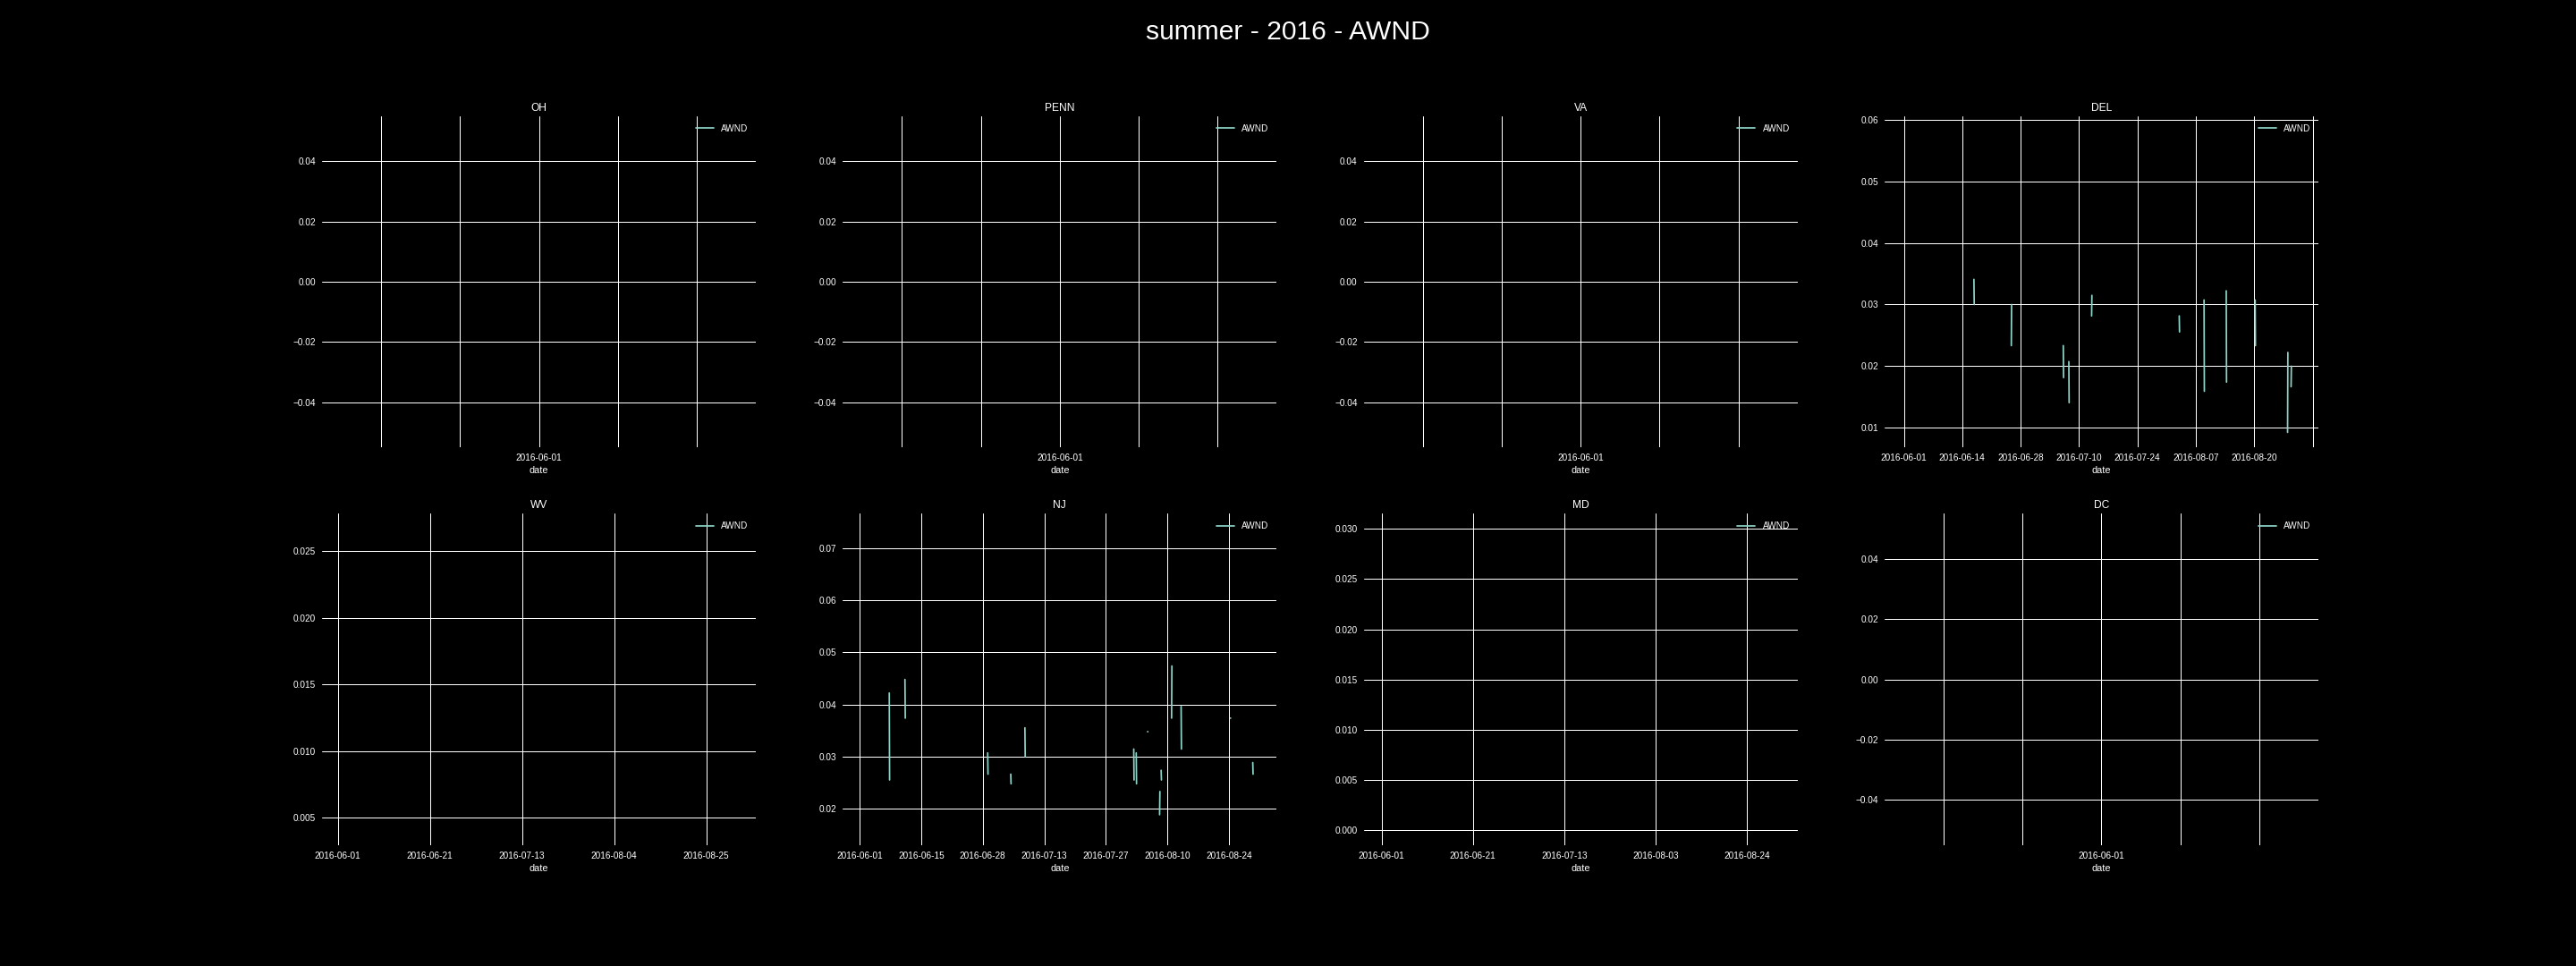 summer - 2016 - AWND
OH
AWND
0.04
0.02
0.00
−0.02
−0.04
2016-06-01
date
PENN
AWND
0.04
0.02
0.00
−0.02
−0.04
2016-06-01
date
VA
AWND
0.04
0.02
0.00
−0.02
−0.04
2016-06-01
date
DEL
AWND
0.06
0.05
0.04
0.03
0.02
0.01
2016-06-01 2016-06-14 2016-06-28 2016-07-10 2016-07-24 2016-08-07 2016-08-20
date
WV
AWND
0.025
0.020
0.015
0.010
0.005
2016-06-01 2016-06-21 2016-07-13 2016-08-04 2016-08-25
date
NJ
AWND
0.07
0.06
0.05
0.04
0.03
0.02
2016-06-01 2016-06-15 2016-06-28 2016-07-13 2016-07-27 2016-08-10 2016-08-24
date
MD
AWND
0.030
0.025
0.020
0.015
0.010
0.005
0.000
2016-06-01 2016-06-21 2016-07-13 2016-08-03 2016-08-24
date
DC
AWND
0.04
0.02
0.00
−0.02
−0.04
2016-06-01
date